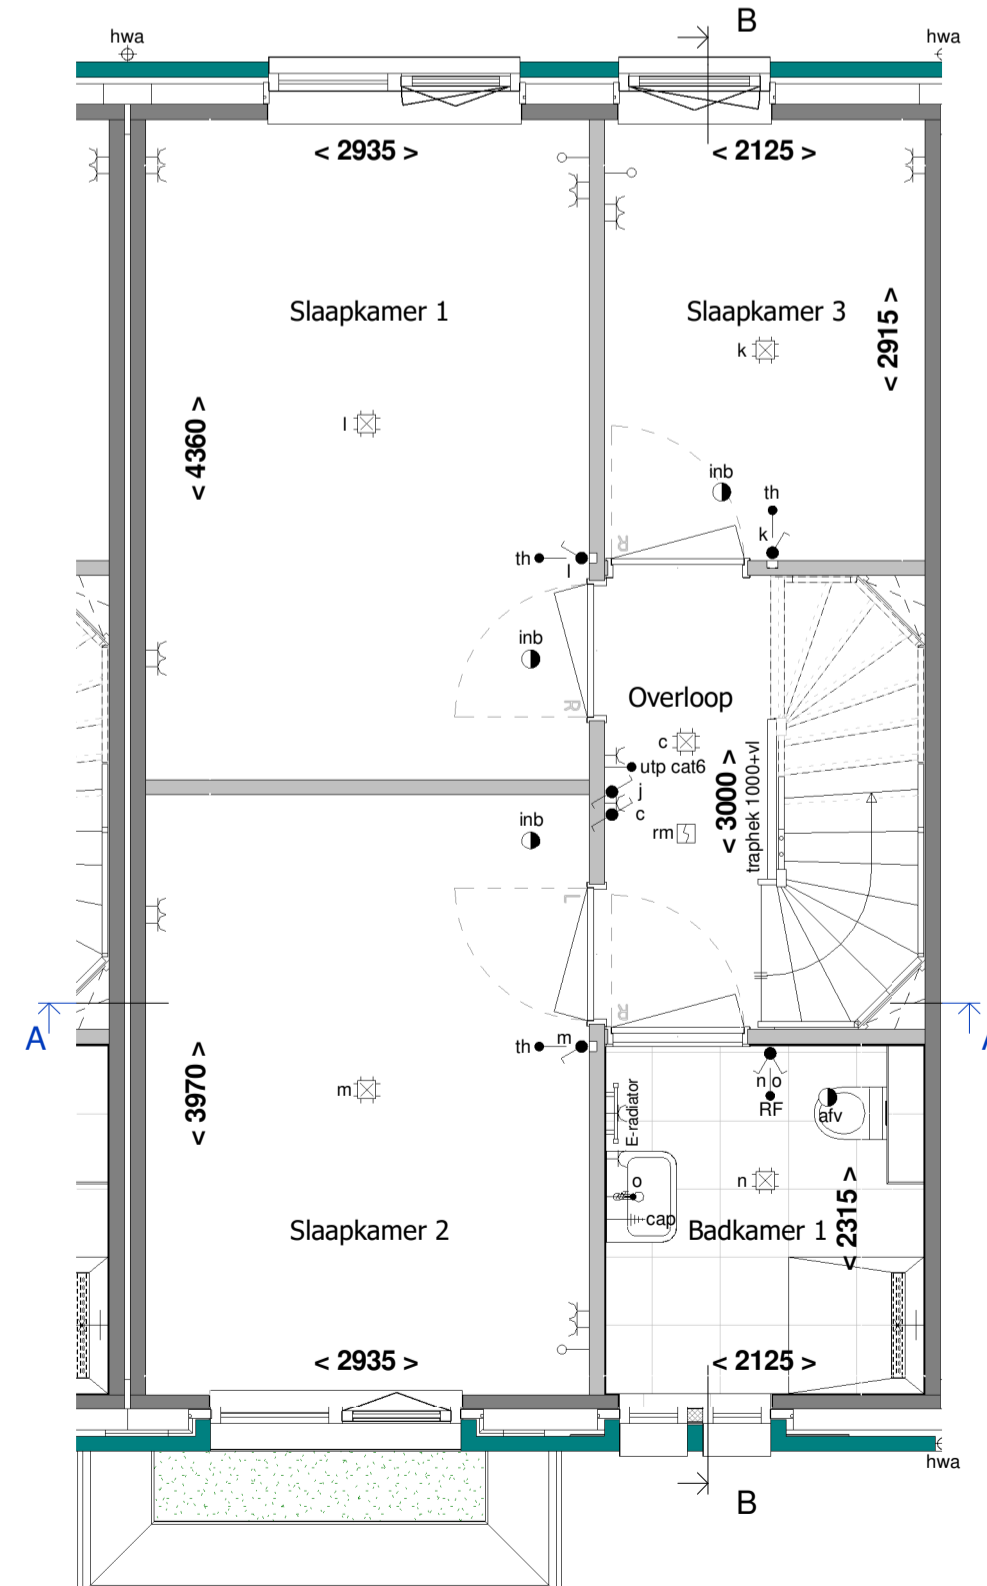 B
hwa
hwa
< 2935 >
< 2125 >
Slaapkamer 1
Slaapkamer 3
< 2915 >
k
l
< 4360 >
inb
th
k
R
th
l
inb
R
Overloop
c
utp cat6
j
c
< 3000 >
traphek 1000+vl
rm
inb
L
R
A
A
th
m
< 3970 >
m
E-radiator
n o
RF
afv
o
n
cap
< 2315 >
Slaapkamer 2
Badkamer 1
< 2935 >
< 2125 >
hwa
B